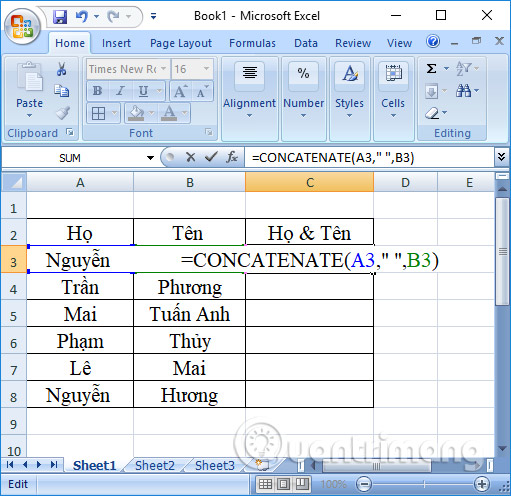 Book1 - Microsoft Excel
Home Insert Page Layout Formulas Data Review View
Paste
Clipboard
Times New Ro 16
B I U A A
Font
Alignment
Number
Styles
Cells
Σ
Editing
SUM fx =CONCATENATE(A3," ",B3)
A B C D E
1
2 Họ Tên Họ & Tên
3 Nguyễn =CONCATENATE(A3," ",B3)
4 Trần Phương
5 Mai Tuấn Anh
6 Phạm Thủy
7 Lê Mai
8 Nguyễn Hương
9
10
Quantrimang
Sheet1 Sheet2 Sheet3
Edit 100%